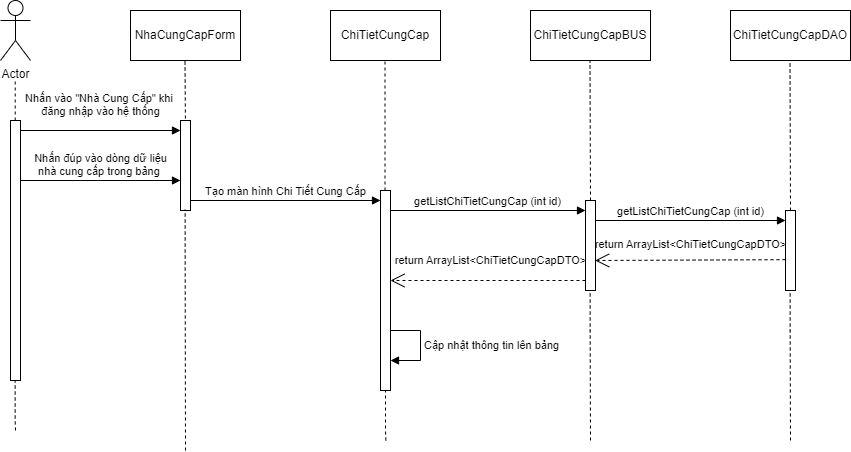 NhaCungCapForm
ChiTietCungCap
ChiTietCungCapBUS
ChiTietCungCapDAO
Actor
Nhấn vào "Nhà Cung Cấp" khi
đăng nhập vào hệ thống
Nhấn đúp vào dòng dữ liệu
nhà cung cấp trong bảng
Tạo màn hình Chi Tiết Cung Cấp
getListChiTietCungCap (int id)
getListChiTietCungCap (int id)
return ArrayList<ChiTietCungCapDTO>
return ArrayList<ChiTietCungCapDTO>
Cập nhật thông tin lên bảng